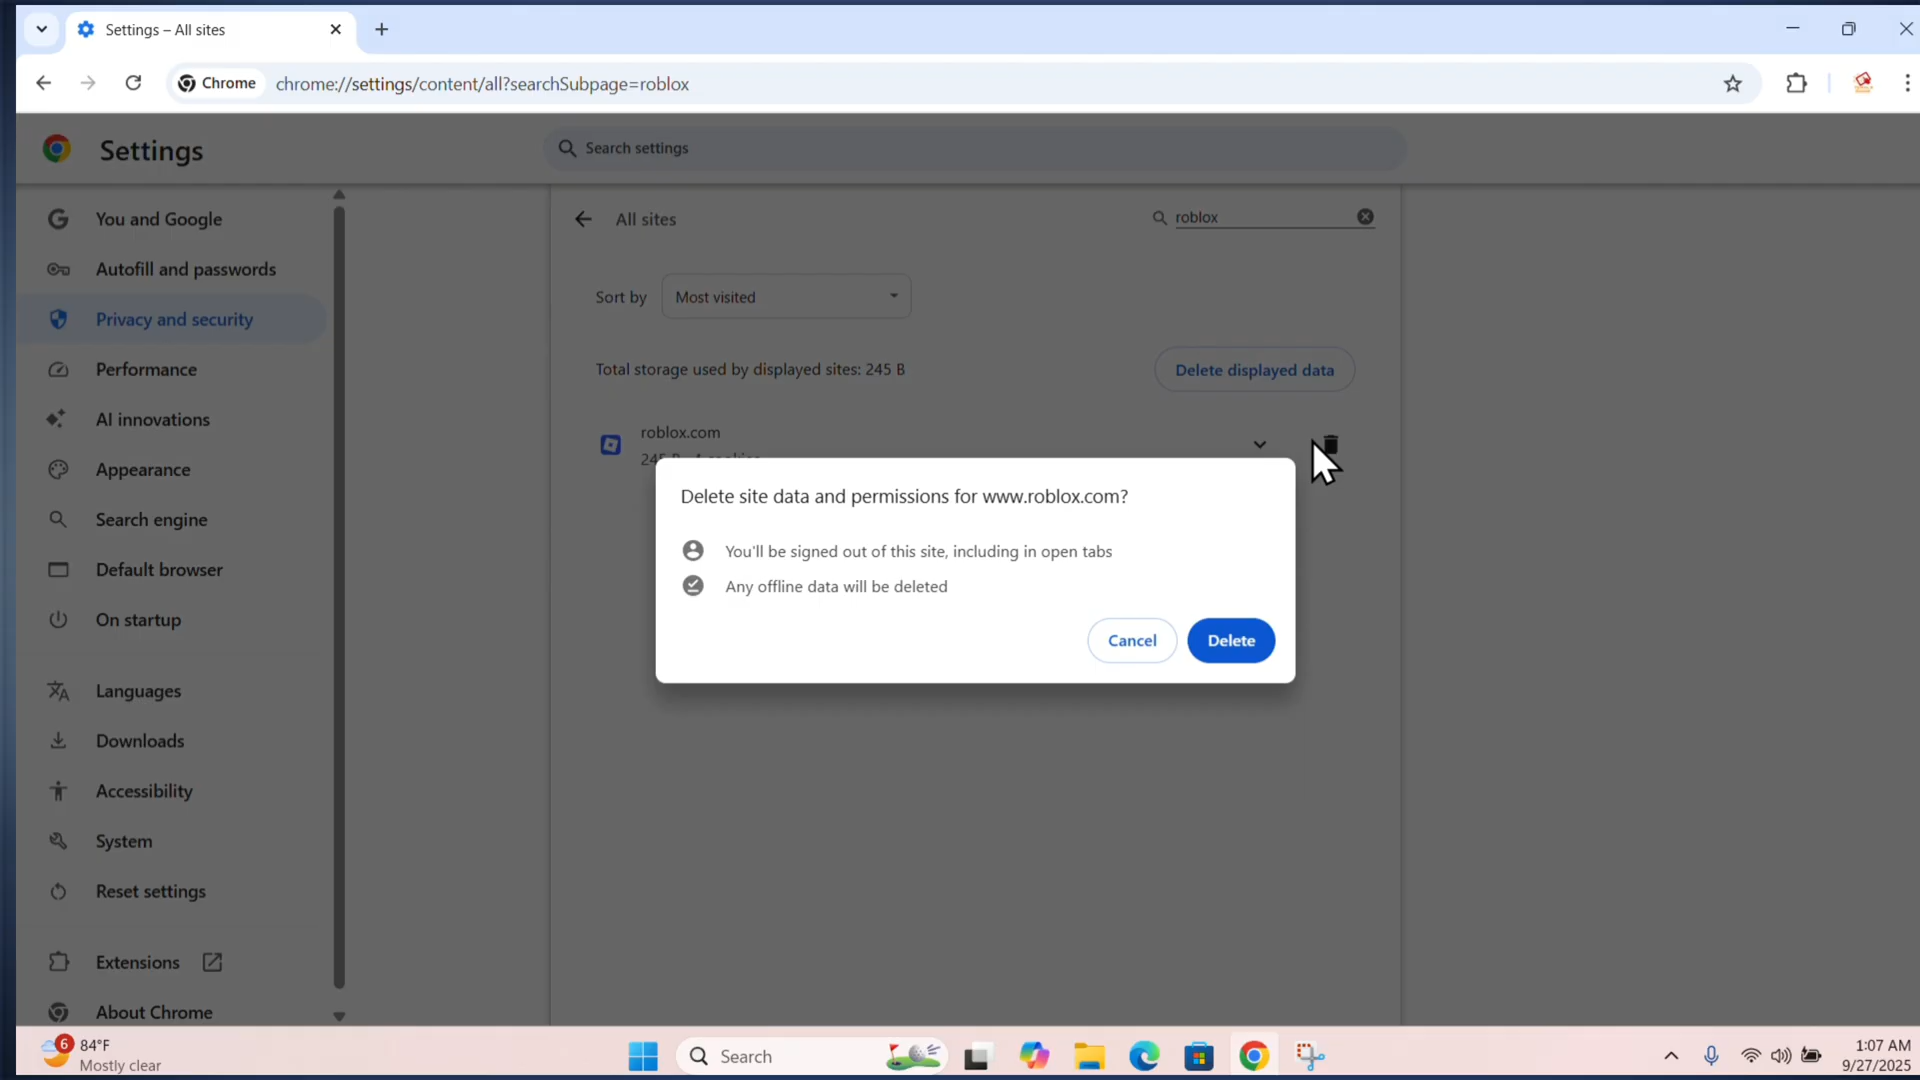 Settings – All sites
Chrome
chrome://settings/content/all?searchSubpage=roblox
Settings
Search settings
You and Google
Autofill and passwords
Privacy and security
Performance
AI innovations
Appearance
Search engine
Default browser
On startup
Languages
Downloads
Accessibility
System
Reset settings
Extensions
About Chrome
All sites
roblox
Sort by
Most visited
Total storage used by displayed sites: 245 B
Delete displayed data
roblox.com
Delete site data and permissions for www.roblox.com?
You'll be signed out of this site, including in open tabs
Any offline data will be deleted
Cancel
Delete
6
84°F
Mostly clear
Search
1:07 AM
9/27/2025